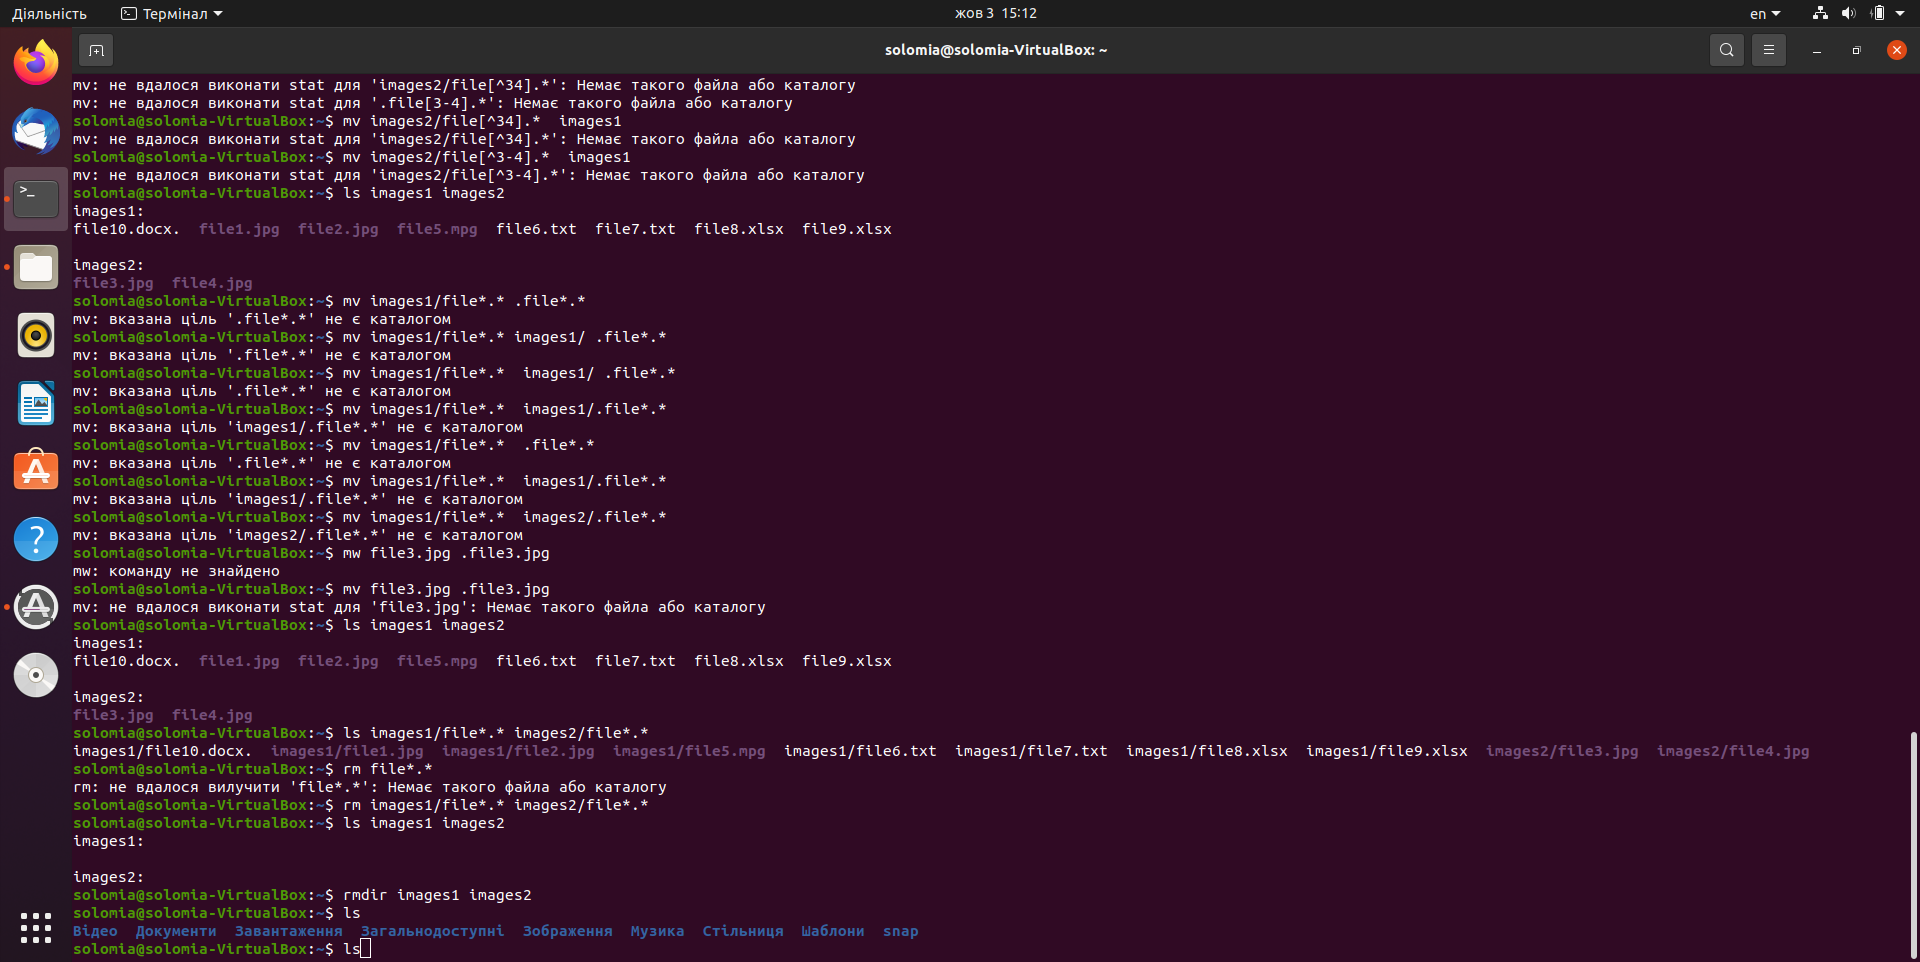 Діяльність Термінал жов 3 15:12 en
solomia@solomia-VirtualBox: ~
mv: не вдалося виконати stat для 'images2/file[^34].*': Немає такого файла або каталогу
mv: не вдалося виконати stat для '.file[3-4].*': Немає такого файла або каталогу
solomia@solomia-VirtualBox:~$ mv images2/file[^34].*  images1
mv: не вдалося виконати stat для 'images2/file[^34].*': Немає такого файла або каталогу
solomia@solomia-VirtualBox:~$ mv images2/file[^3-4].*  images1
mv: не вдалося виконати stat для 'images2/file[^3-4].*': Немає такого файла або каталогу
solomia@solomia-VirtualBox:~$ ls images1 images2
images1:
file10.docx.  file1.jpg  file2.jpg  file5.mpg  file6.txt  file7.txt  file8.xlsx  file9.xlsx
images2:
file3.jpg  file4.jpg
solomia@solomia-VirtualBox:~$ mv images1/file*.* .file*.*
mv: вказана ціль '.file*.*' не є каталогом
solomia@solomia-VirtualBox:~$ mv images1/file*.* images1/ .file*.*
mv: вказана ціль '.file*.*' не є каталогом
solomia@solomia-VirtualBox:~$ mv images1/file*.*  images1/ .file*.*
mv: вказана ціль '.file*.*' не є каталогом
solomia@solomia-VirtualBox:~$ mv images1/file*.*  images1/.file*.*
mv: вказана ціль 'images1/.file*.*' не є каталогом
solomia@solomia-VirtualBox:~$ mv images1/file*.*  .file*.*
mv: вказана ціль '.file*.*' не є каталогом
solomia@solomia-VirtualBox:~$ mv images1/file*.*  images1/.file*.*
mv: вказана ціль 'images1/.file*.*' не є каталогом
solomia@solomia-VirtualBox:~$ mv images1/file*.*  images2/.file*.*
mv: вказана ціль 'images2/.file*.*' не є каталогом
solomia@solomia-VirtualBox:~$ mw file3.jpg .file3.jpg
mw: команду не знайдено
solomia@solomia-VirtualBox:~$ mv file3.jpg .file3.jpg
mv: не вдалося виконати stat для 'file3.jpg': Немає такого файла або каталогу
solomia@solomia-VirtualBox:~$ ls images1 images2
images1:
file10.docx.  file1.jpg  file2.jpg  file5.mpg  file6.txt  file7.txt  file8.xlsx  file9.xlsx
images2:
file3.jpg  file4.jpg
solomia@solomia-VirtualBox:~$ ls images1/file*.* images2/file*.*
images1/file10.docx.  images1/file1.jpg  images1/file2.jpg  images1/file5.mpg  images1/file6.txt  images1/file7.txt  images1/file8.xlsx  images1/file9.xlsx  images2/file3.jpg  images2/file4.jpg
solomia@solomia-VirtualBox:~$ rm file*.*
rm: не вдалося вилучити 'file*.*': Немає такого файла або каталогу
solomia@solomia-VirtualBox:~$ rm images1/file*.* images2/file*.*
solomia@solomia-VirtualBox:~$ ls images1 images2
images1:
images2:
solomia@solomia-VirtualBox:~$ rmdir images1 images2
solomia@solomia-VirtualBox:~$ ls
Відео  Документи  Завантаження  Загальнодоступні  Зображення  Музика  Стільниця  Шаблони  snap
solomia@solomia-VirtualBox:~$ ls